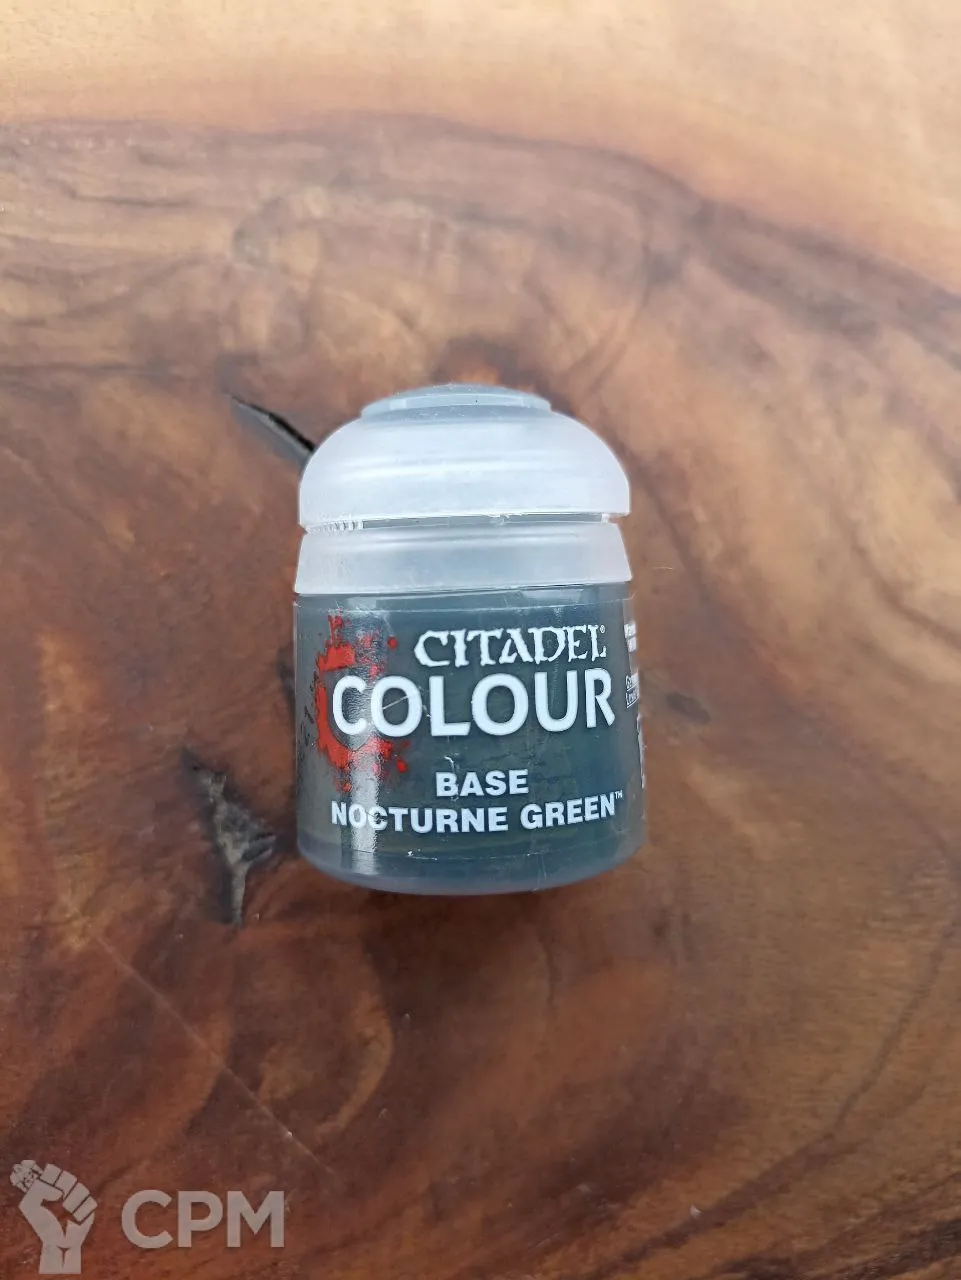 CITADEL®
COLOUR
BASE
NOCTURNE GREEN™
CPM